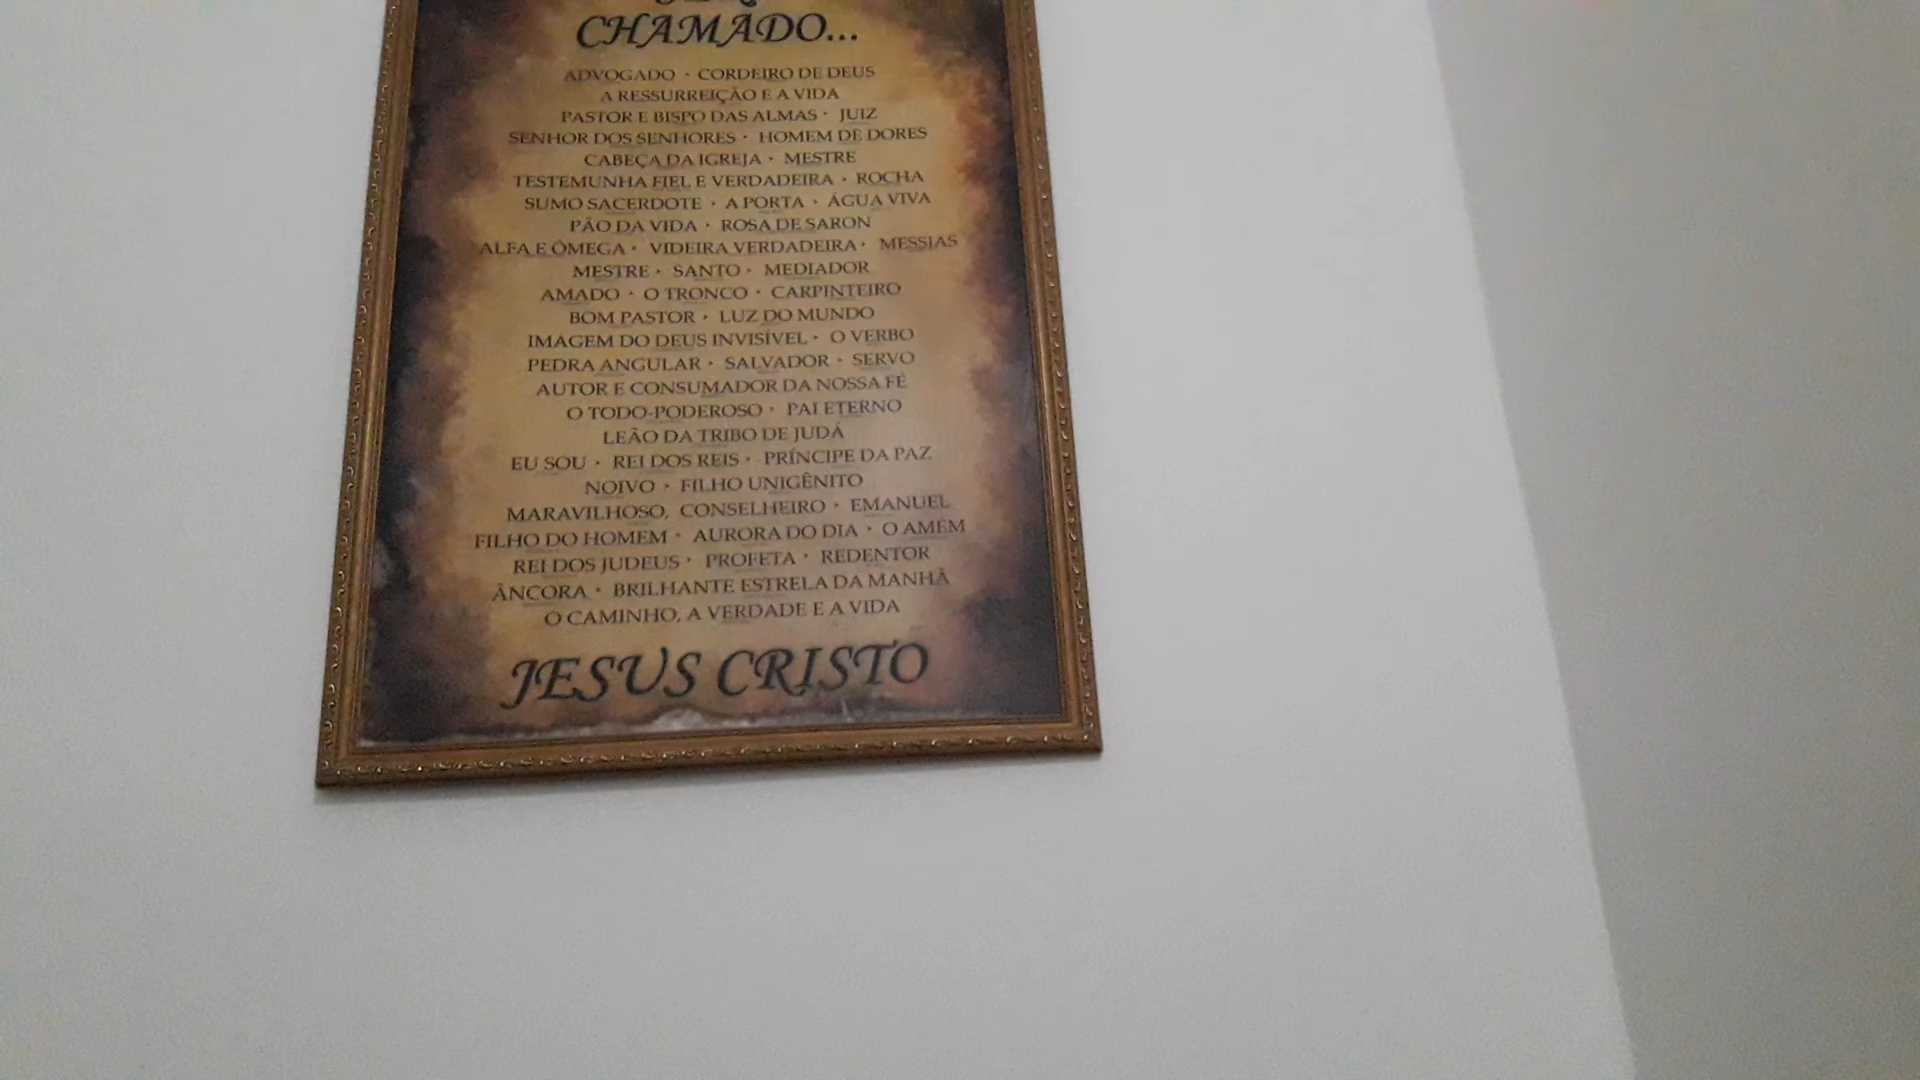 CHAMADO...
ADVOGADO · CORDEIRO DE DEUS
A RESSURREIÇÃO E A VIDA
PASTOR E BISPO DAS ALMAS · JUIZ
SENHOR DOS SENHORES · HOMEM DE DORES
CABEÇA DA IGREJA · MESTRE
TESTEMUNHA FIEL E VERDADEIRA · ROCHA
SUMO SACERDOTE · A PORTA · ÁGUA VIVA
PÃO DA VIDA · ROSA DE SARON
ALFA E ÔMEGA · VIDEIRA VERDADEIRA · MESSIAS
MESTRE · SANTO · MEDIADOR
AMADO · O TRONCO · CARPINTEIRO
BOM PASTOR · LUZ DO MUNDO
IMAGEM DO DEUS INVISÍVEL · O VERBO
PEDRA ANGULAR · SALVADOR · SERVO
AUTOR E CONSUMADOR DA NOSSA FÉ
O TODO-PODEROSO · PAI ETERNO
LEÃO DA TRIBO DE JUDÁ
EU SOU · REI DOS REIS · PRÍNCIPE DA PAZ
NOIVO · FILHO UNIGÊNITO
MARAVILHOSO, CONSELHEIRO · EMANUEL
FILHO DO HOMEM · AURORA DO DIA · O AMÉM
REI DOS JUDEUS · PROFETA · REDENTOR
ÂNCORA · BRILHANTE ESTRELA DA MANHÃ
O CAMINHO, A VERDADE E A VIDA
JESUS CRISTO